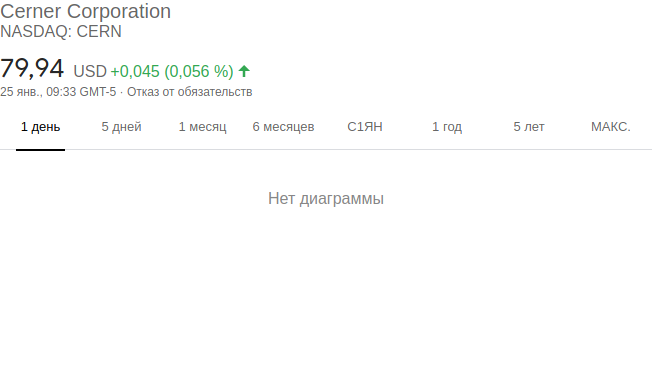 Cerner Corporation
NASDAQ: CERN
79,94 USD +0,045 (0,056 %)
25 янв., 09:33 GMT-5 · Отказ от обязательств
1 день 5 дней 1 месяц 6 месяцев С1ЯН 1 год 5 лет МАКС.
Нет диаграммы